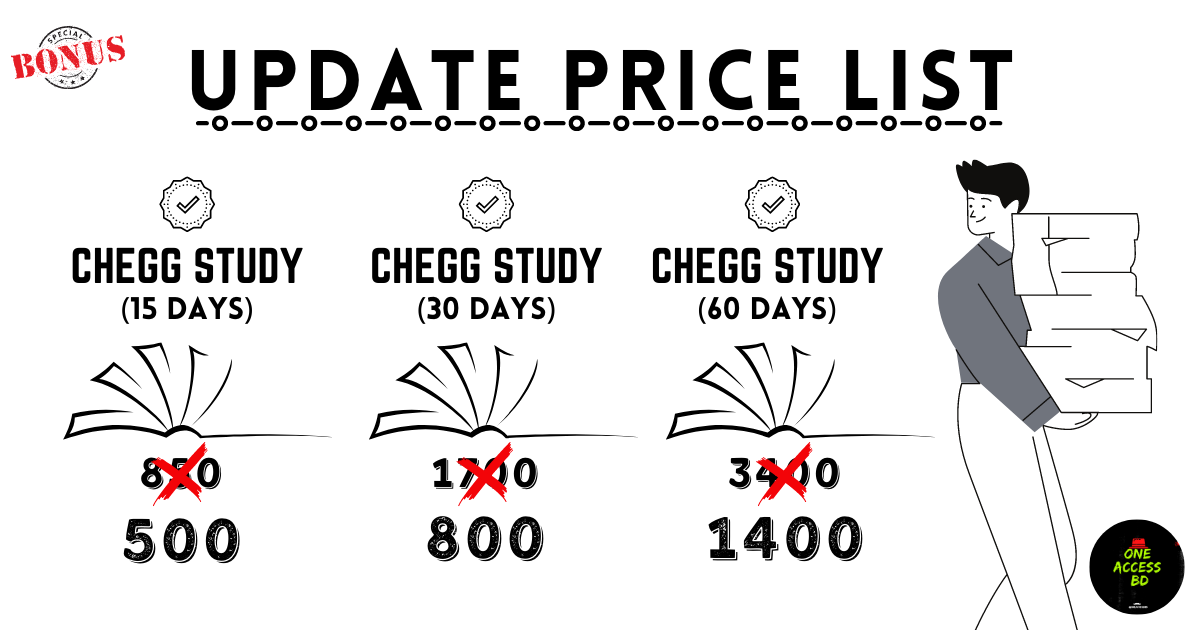 SPECIAL
BONUS
UPDATE PRICE LIST
CHEGG STUDY
(15 DAYS)
850
500
CHEGG STUDY
(30 DAYS)
1700
800
CHEGG STUDY
(60 DAYS)
3400
1400
ONE
ACCESS
BD